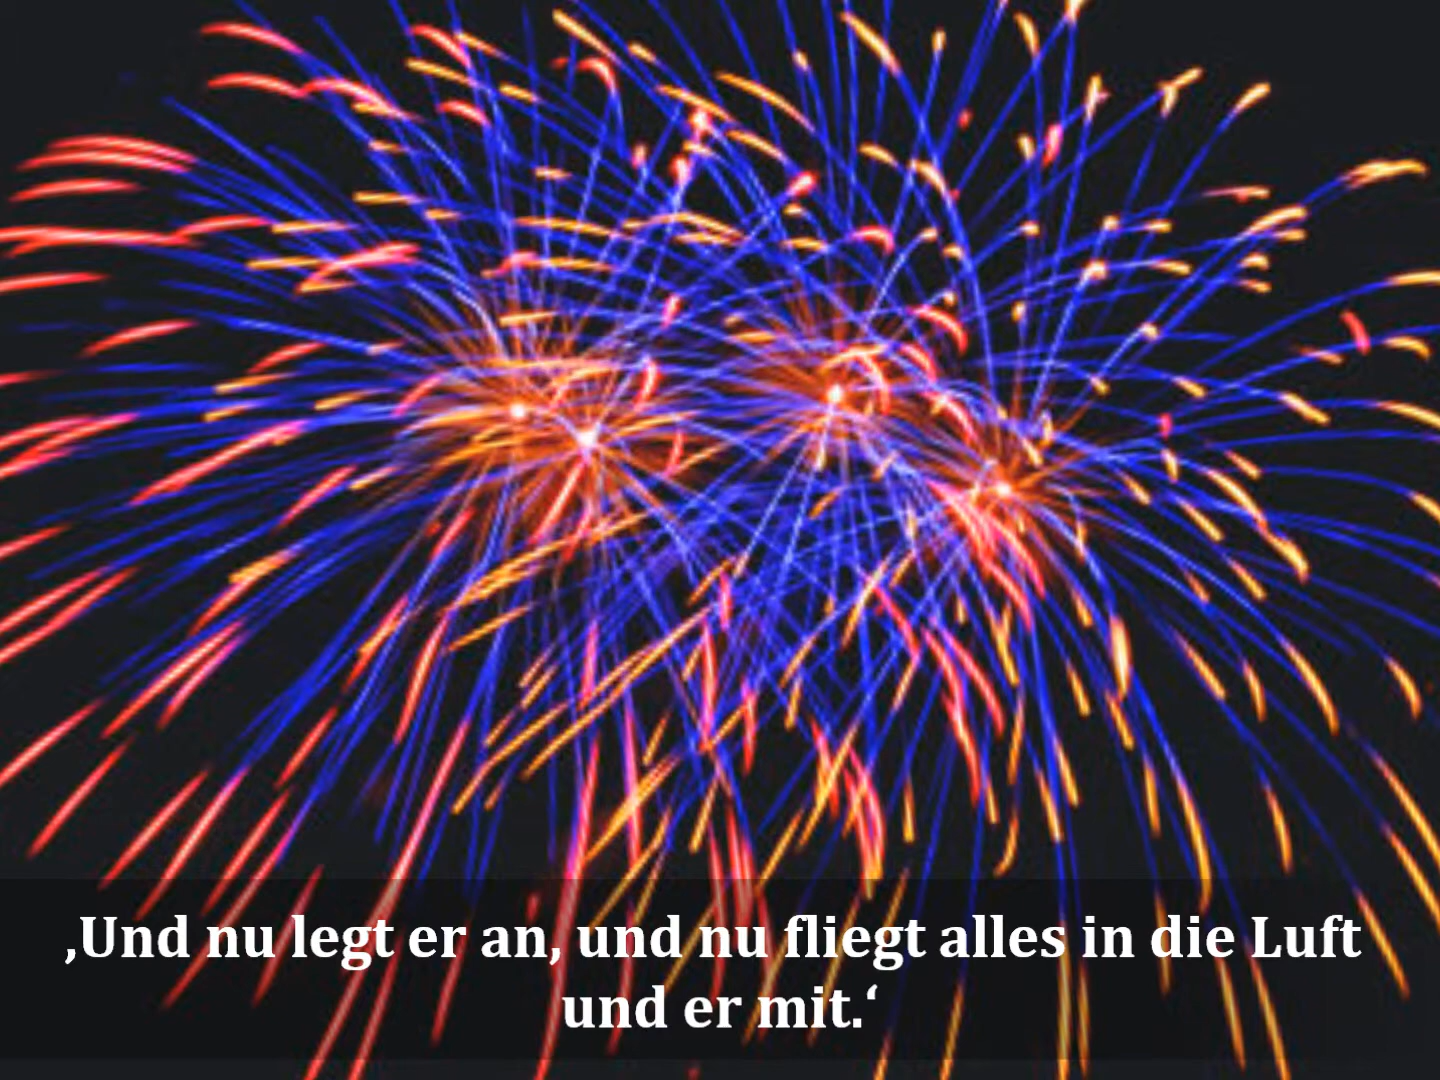 ‚Und nu legt er an, und nu fliegt alles in die Luft
und er mit.‘